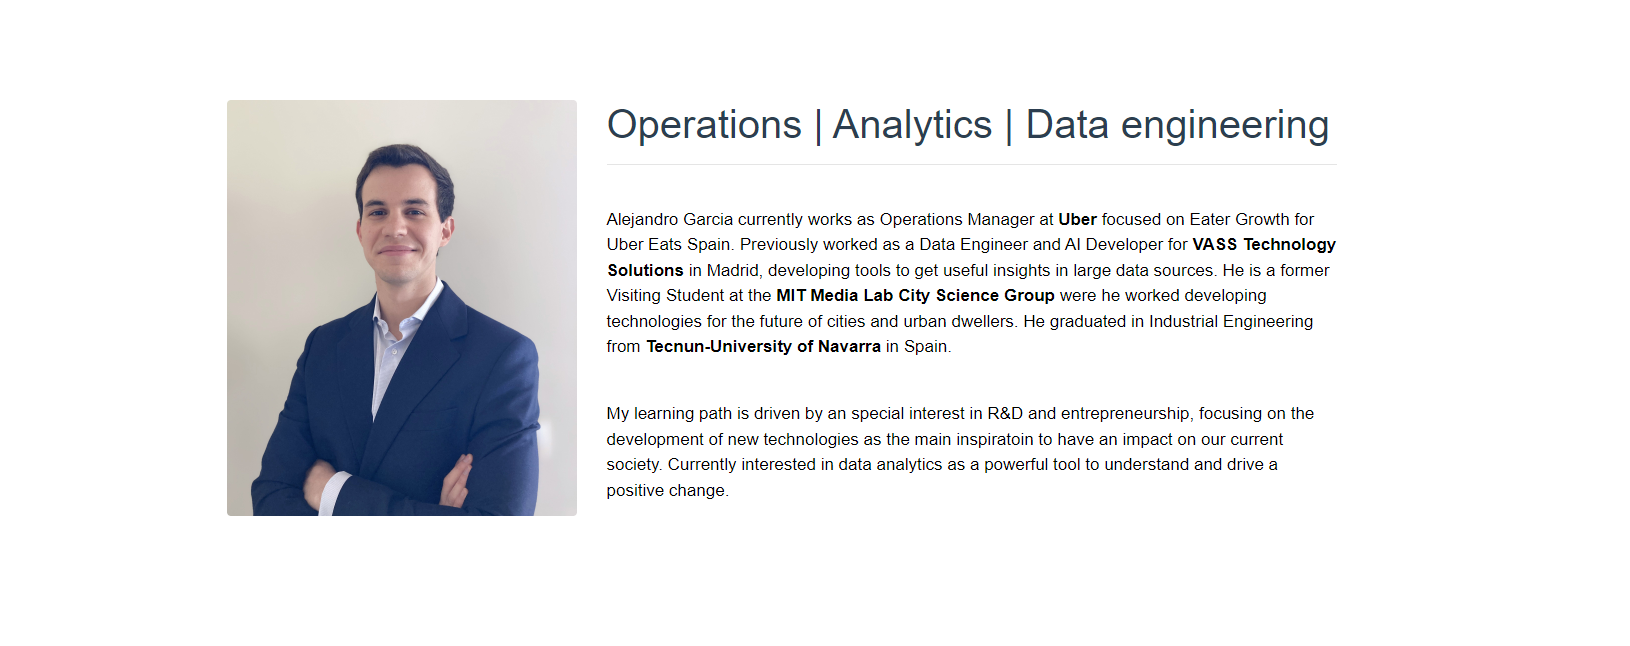 Operations | Analytics | Data engineering
Alejandro Garcia currently works as Operations Manager at Uber focused on Eater Growth for
Uber Eats Spain. Previously worked as a Data Engineer and AI Developer for VASS Technology
Solutions in Madrid, developing tools to get useful insights in large data sources. He is a former
Visiting Student at the MIT Media Lab City Science Group were he worked developing
technologies for the future of cities and urban dwellers. He graduated in Industrial Engineering
from Tecnun-University of Navarra in Spain.
My learning path is driven by an special interest in R&D and entrepreneurship, focusing on the
development of new technologies as the main inspiratoin to have an impact on our current
society. Currently interested in data analytics as a powerful tool to understand and drive a
positive change.